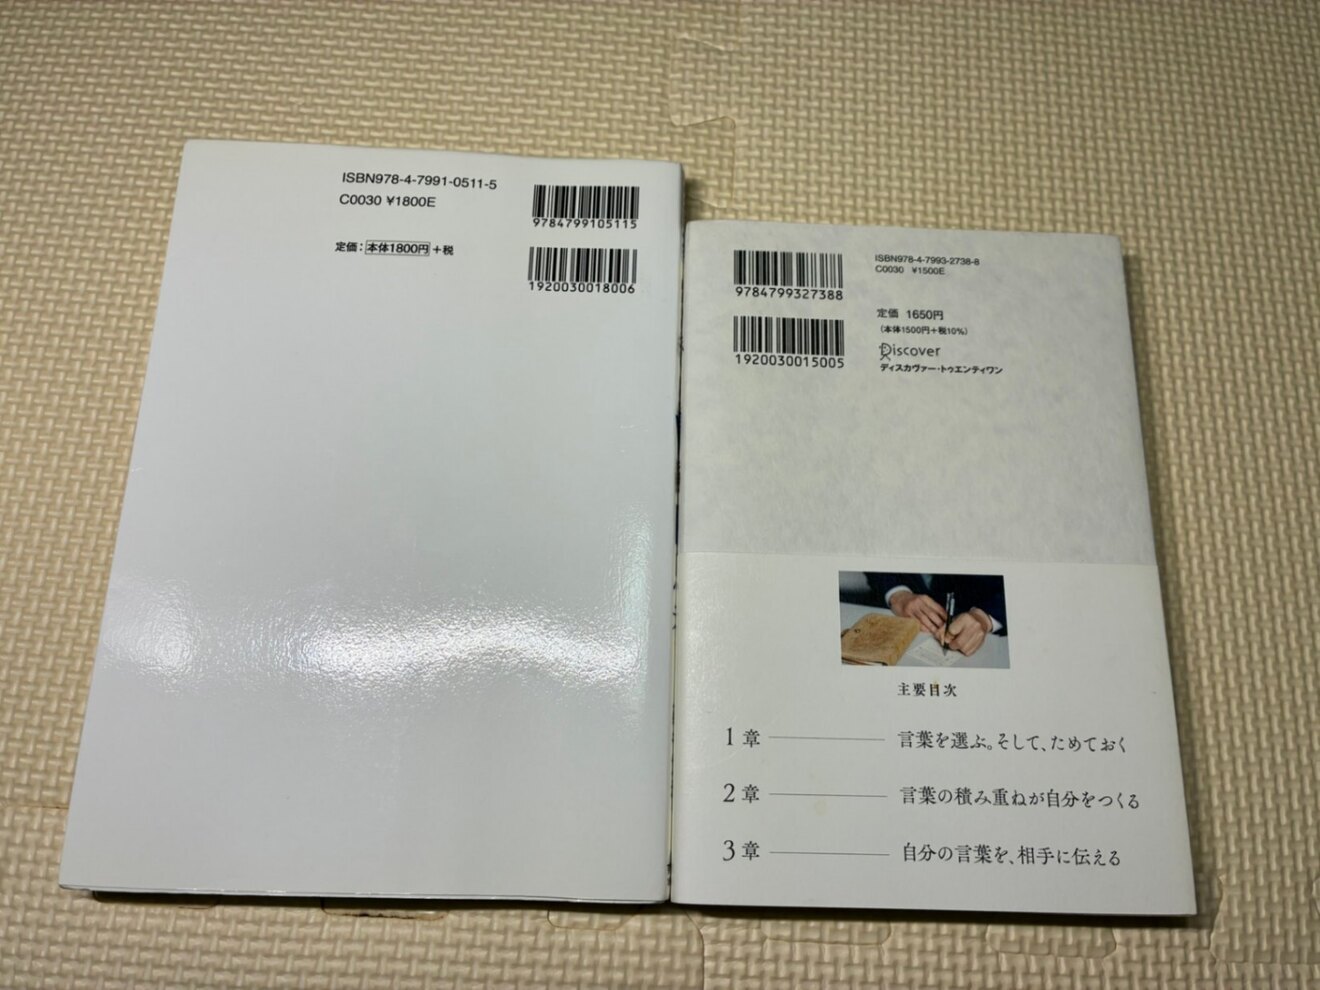 ISBN978-4-7991-0511-5
C0030 ¥1800E
定価：本体1800円＋税
9784799105115
1920030018006
9784799327388
1920030015005
ISBN978-4-7993-2738-8
C0030 ¥1500E
定価 1650円
（本体1500円＋税10%）
Discover
ディスカヴァー・トゥエンティワン
主要目次
1章 言葉を選ぶ。そして、ためておく
2章 言葉の積み重ねが自分をつくる
3章 自分の言葉を、相手に伝える